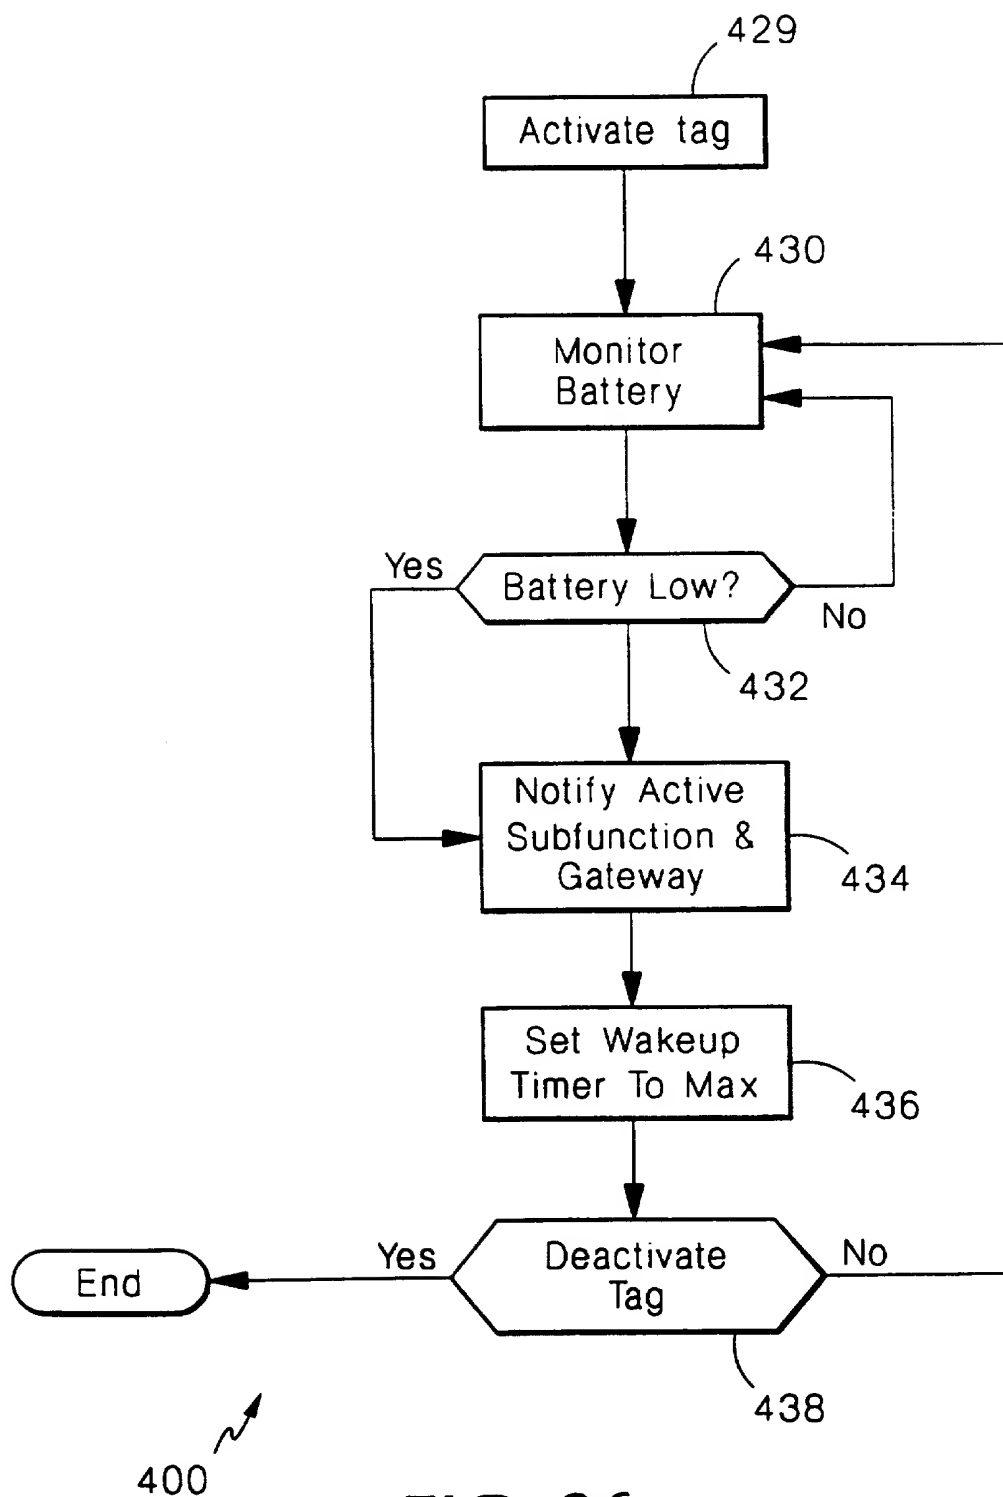 429
Activate tag
430
Monitor
Battery
Yes
Battery Low?
No
432
Notify Active
Subfunction &
Gateway
434
Set Wakeup
Timer To Max
436
End
Yes
Deactivate
Tag
No
438
400